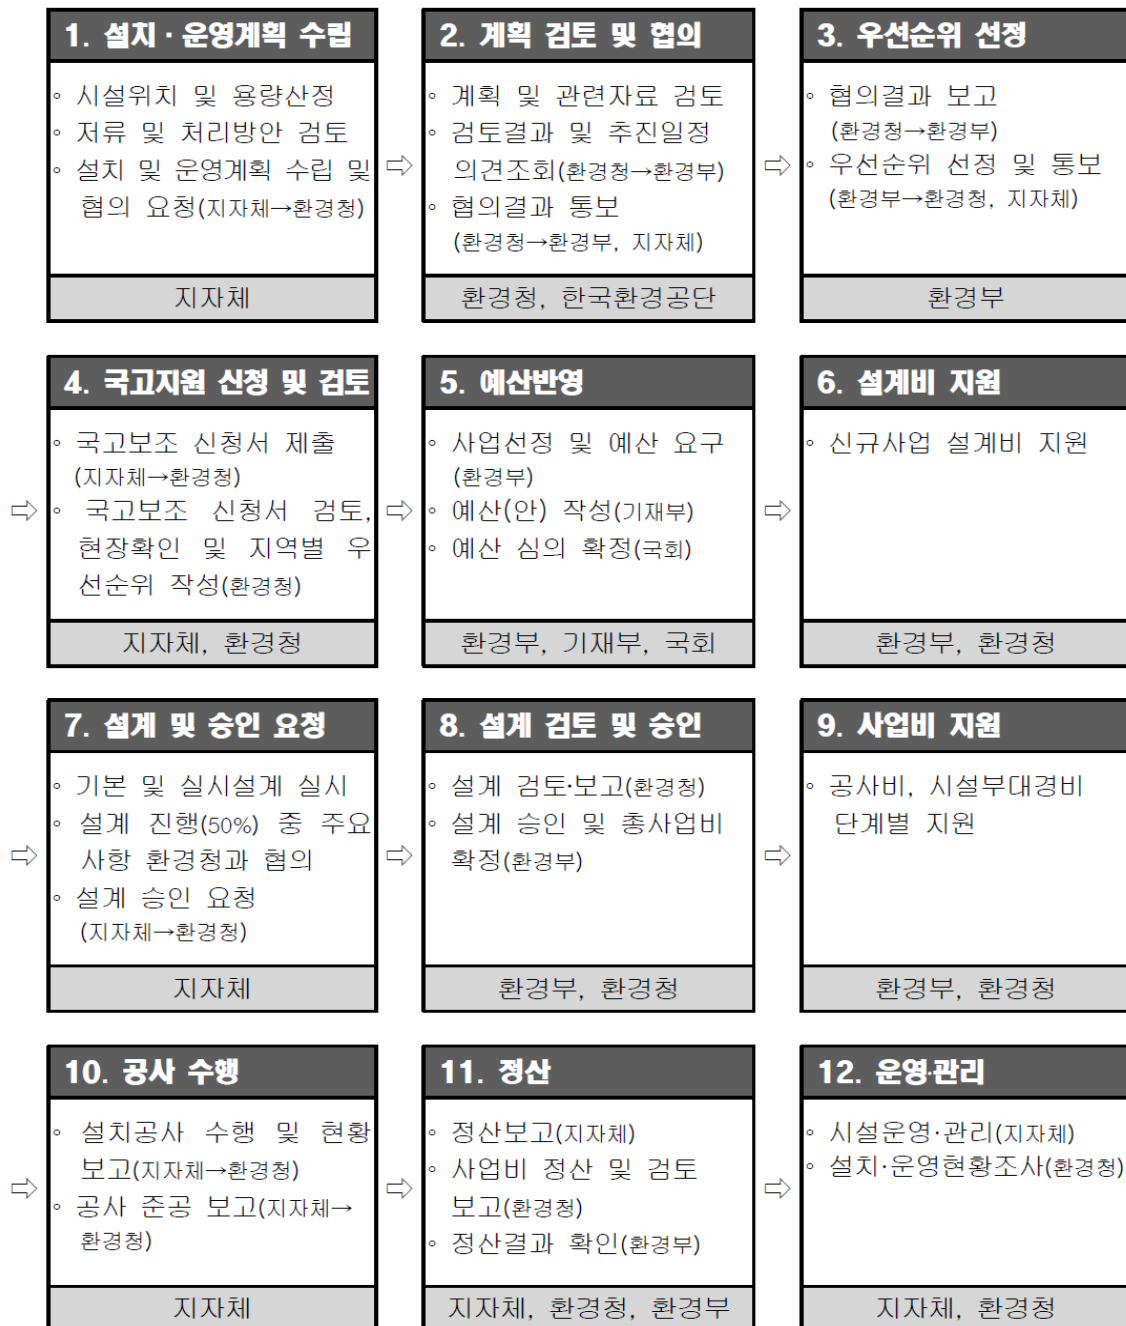 1. 설치 · 운영계획 수립
◦ 시설위치 및 용량산정
◦ 저류 및 처리방안 검토
◦ 설치 및 운영계획 수립 및
협의 요청(지자체→환경청)
지자체
⇨
2. 계획 검토 및 협의
◦ 계획 및 관련자료 검토
◦ 검토결과 및 추진일정
의견조회(환경청→환경부)
◦ 협의결과 통보
(환경청→환경부, 지자체)
환경청, 한국환경공단
⇨
3. 우선순위 선정
◦ 협의결과 보고
(환경청→환경부)
◦ 우선순위 선정 및 통보
(환경부→환경청, 지자체)
환경부
⇨
4. 국고지원 신청 및 검토
◦ 국고보조 신청서 제출
(지자체→환경청)
◦ 국고보조 신청서 검토,
현장확인 및 지역별 우
선순위 작성(환경청)
지자체, 환경청
⇨
5. 예산반영
◦ 사업선정 및 예산 요구
(환경부)
◦ 예산(안) 작성(기재부)
◦ 예산 심의 확정(국회)
환경부, 기재부, 국회
⇨
6. 설계비 지원
◦ 신규사업 설계비 지원
환경부, 환경청
⇨
7. 설계 및 승인 요청
◦ 기본 및 실시설계 실시
◦ 설계 진행(50%) 중 주요
사항 환경청과 협의
◦ 설계 승인 요청
(지자체→환경청)
지자체
⇨
8. 설계 검토 및 승인
◦ 설계 검토·보고(환경청)
◦ 설계 승인 및 총사업비
확정(환경부)
환경부, 환경청
⇨
9. 사업비 지원
◦ 공사비, 시설부대경비
단계별 지원
환경부, 환경청
⇨
10. 공사 수행
◦ 설치공사 수행 및 현황
보고(지자체→환경청)
◦ 공사 준공 보고(지자체→
환경청)
지자체
⇨
11. 정산
◦ 정산보고(지자체)
◦ 사업비 정산 및 검토
보고(환경청)
◦ 정산결과 확인(환경부)
지자체, 환경청, 환경부
⇨
12. 운영·관리
◦ 시설운영·관리(지자체)
◦ 설치·운영현황조사(환경청)
지자체, 환경청